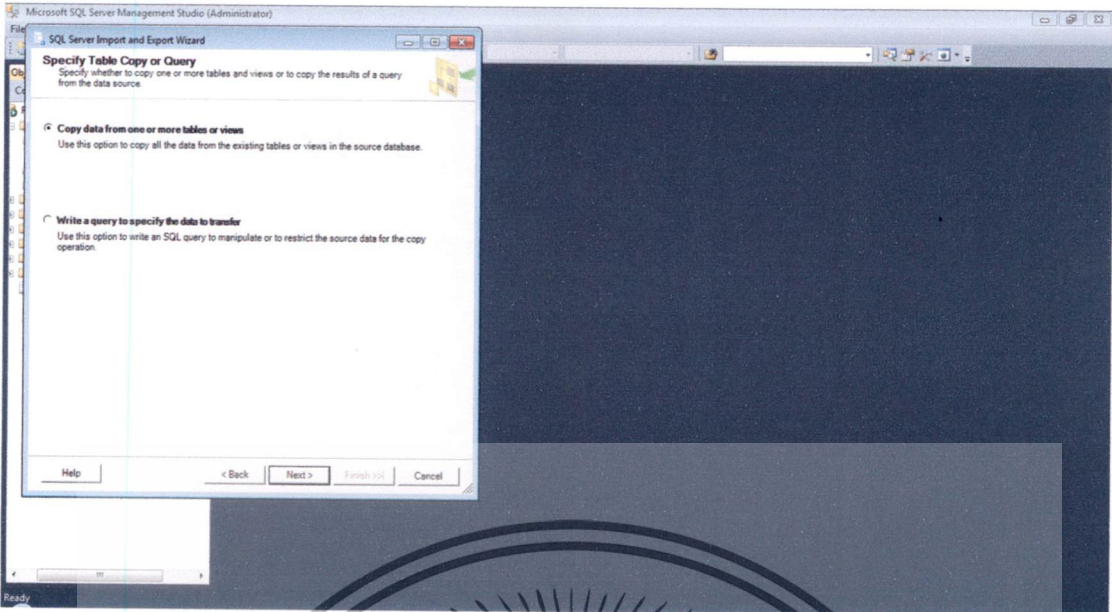 Microsoft SQL Server Management Studio (Administrator)
File
SQL Server Import and Export Wizard
Specify Table Copy or Query
Specify whether to copy one or more tables and views or to copy the results of a query
from the data source.
Copy data from one or more tables or views
Use this option to copy all the data from the existing tables or views in the source database.
Write a query to specify the data to transfer
Use this option to write an SQL query to manipulate or to restrict the source data for the copy
operation.
Help
< Back
Next >
Finish >>|
Cancel
Ready